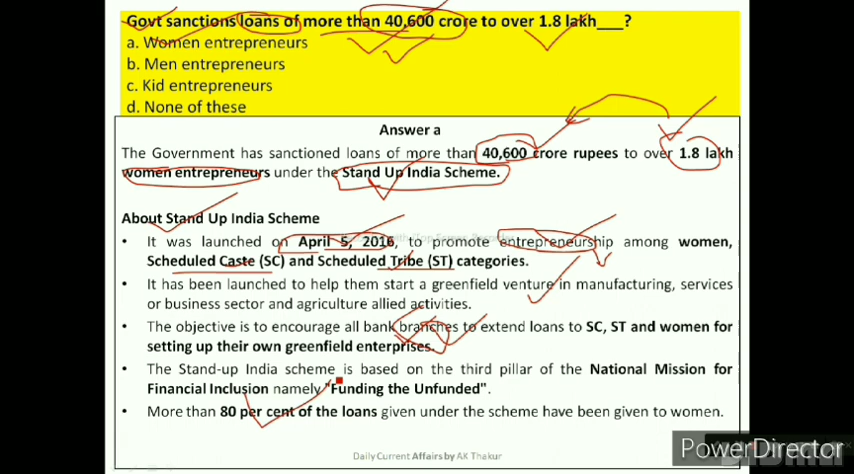 Govt sanctions loans of more than 40,600 crore to over 1.8 lakh___?
a. Women entrepreneurs
b. Men entrepreneurs
c. Kid entrepreneurs
d. None of these
Answer a
The Government has sanctioned loans of more than 40,600 crore rupees to over 1.8 lakh
women entrepreneurs under the Stand Up India Scheme.
About Stand Up India Scheme
• It was launched on April 5, 2016, to promote entrepreneurship among women,
Scheduled Caste (SC) and Scheduled Tribe (ST) categories.
• It has been launched to help them start a greenfield venture in manufacturing, services
or business sector and agriculture allied activities.
• The objective is to encourage all bank branches to extend loans to SC, ST and women for
setting up their own greenfield enterprises.
• The Stand-up India scheme is based on the third pillar of the National Mission for
Financial Inclusion namely "Funding the Unfunded".
• More than 80 per cent of the loans given under the scheme have been given to women.
Daily Current Affairs by AK Thakur
PowerDirector